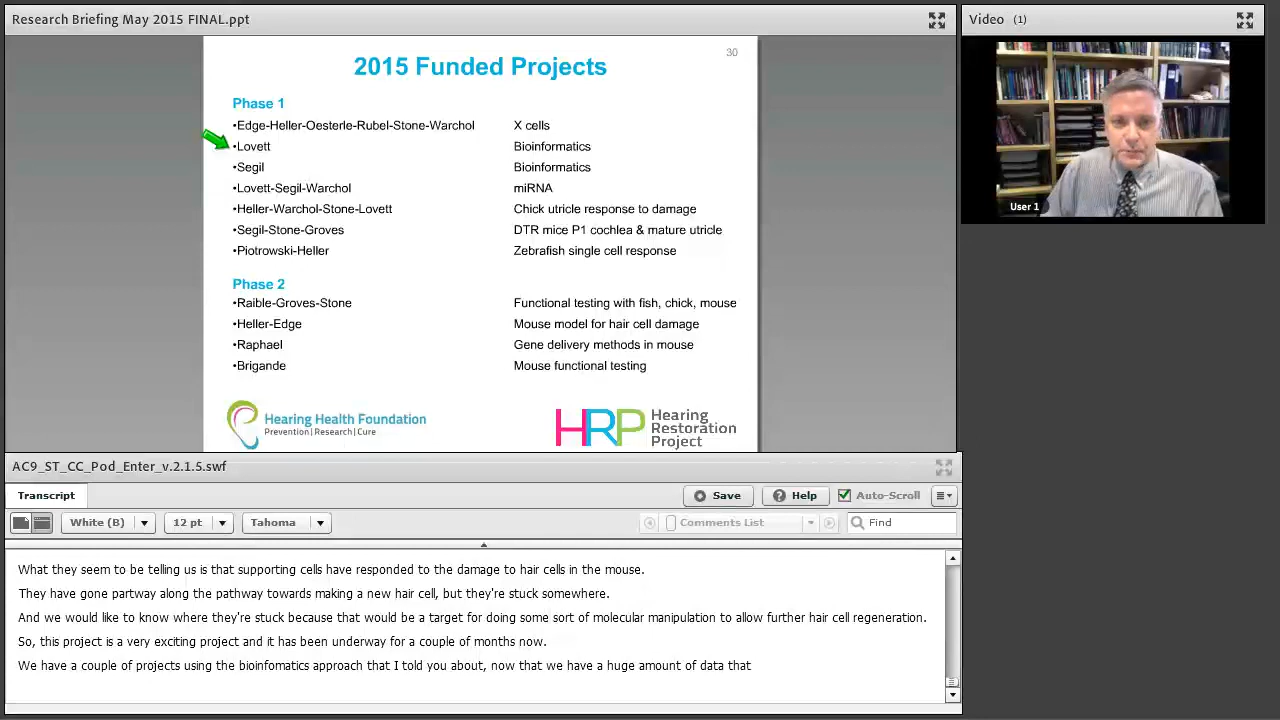 Research Briefing May 2015 FINAL.ppt
Video (1)
30
2015 Funded Projects
Phase 1
•Edge-Heller-Oesterle-Rubel-Stone-Warchol X cells
•Lovett Bioinformatics
•Segil Bioinformatics
•Lovett-Segil-Warchol miRNA
•Heller-Warchol-Stone-Lovett Chick utricle response to damage
•Segil-Stone-Groves DTR mice P1 cochlea & mature utricle
•Piotrowski-Heller Zebrafish single cell response
Phase 2
•Raible-Groves-Stone Functional testing with fish, chick, mouse
•Heller-Edge Mouse model for hair cell damage
•Raphael Gene delivery methods in mouse
•Brigande Mouse functional testing
Hearing Health Foundation
Prevention|Research|Cure
HRP Hearing
Restoration
Project
User 1
AC9_ST_CC_Pod_Enter_v.2.1.5.swf
Transcript Save Help Auto-Scroll
White (B) 12 pt Tahoma Comments List Find
What they seem to be telling us is that supporting cells have responded to the damage to hair cells in the mouse.
They have gone partway along the pathway towards making a new hair cell, but they're stuck somewhere.
And we would like to know where they're stuck because that would be a target for doing some sort of molecular manipulation to allow further hair cell regeneration.
So, this project is a very exciting project and it has been underway for a couple of months now.
We have a couple of projects using the bioinfomatics approach that I told you about, now that we have a huge amount of data that